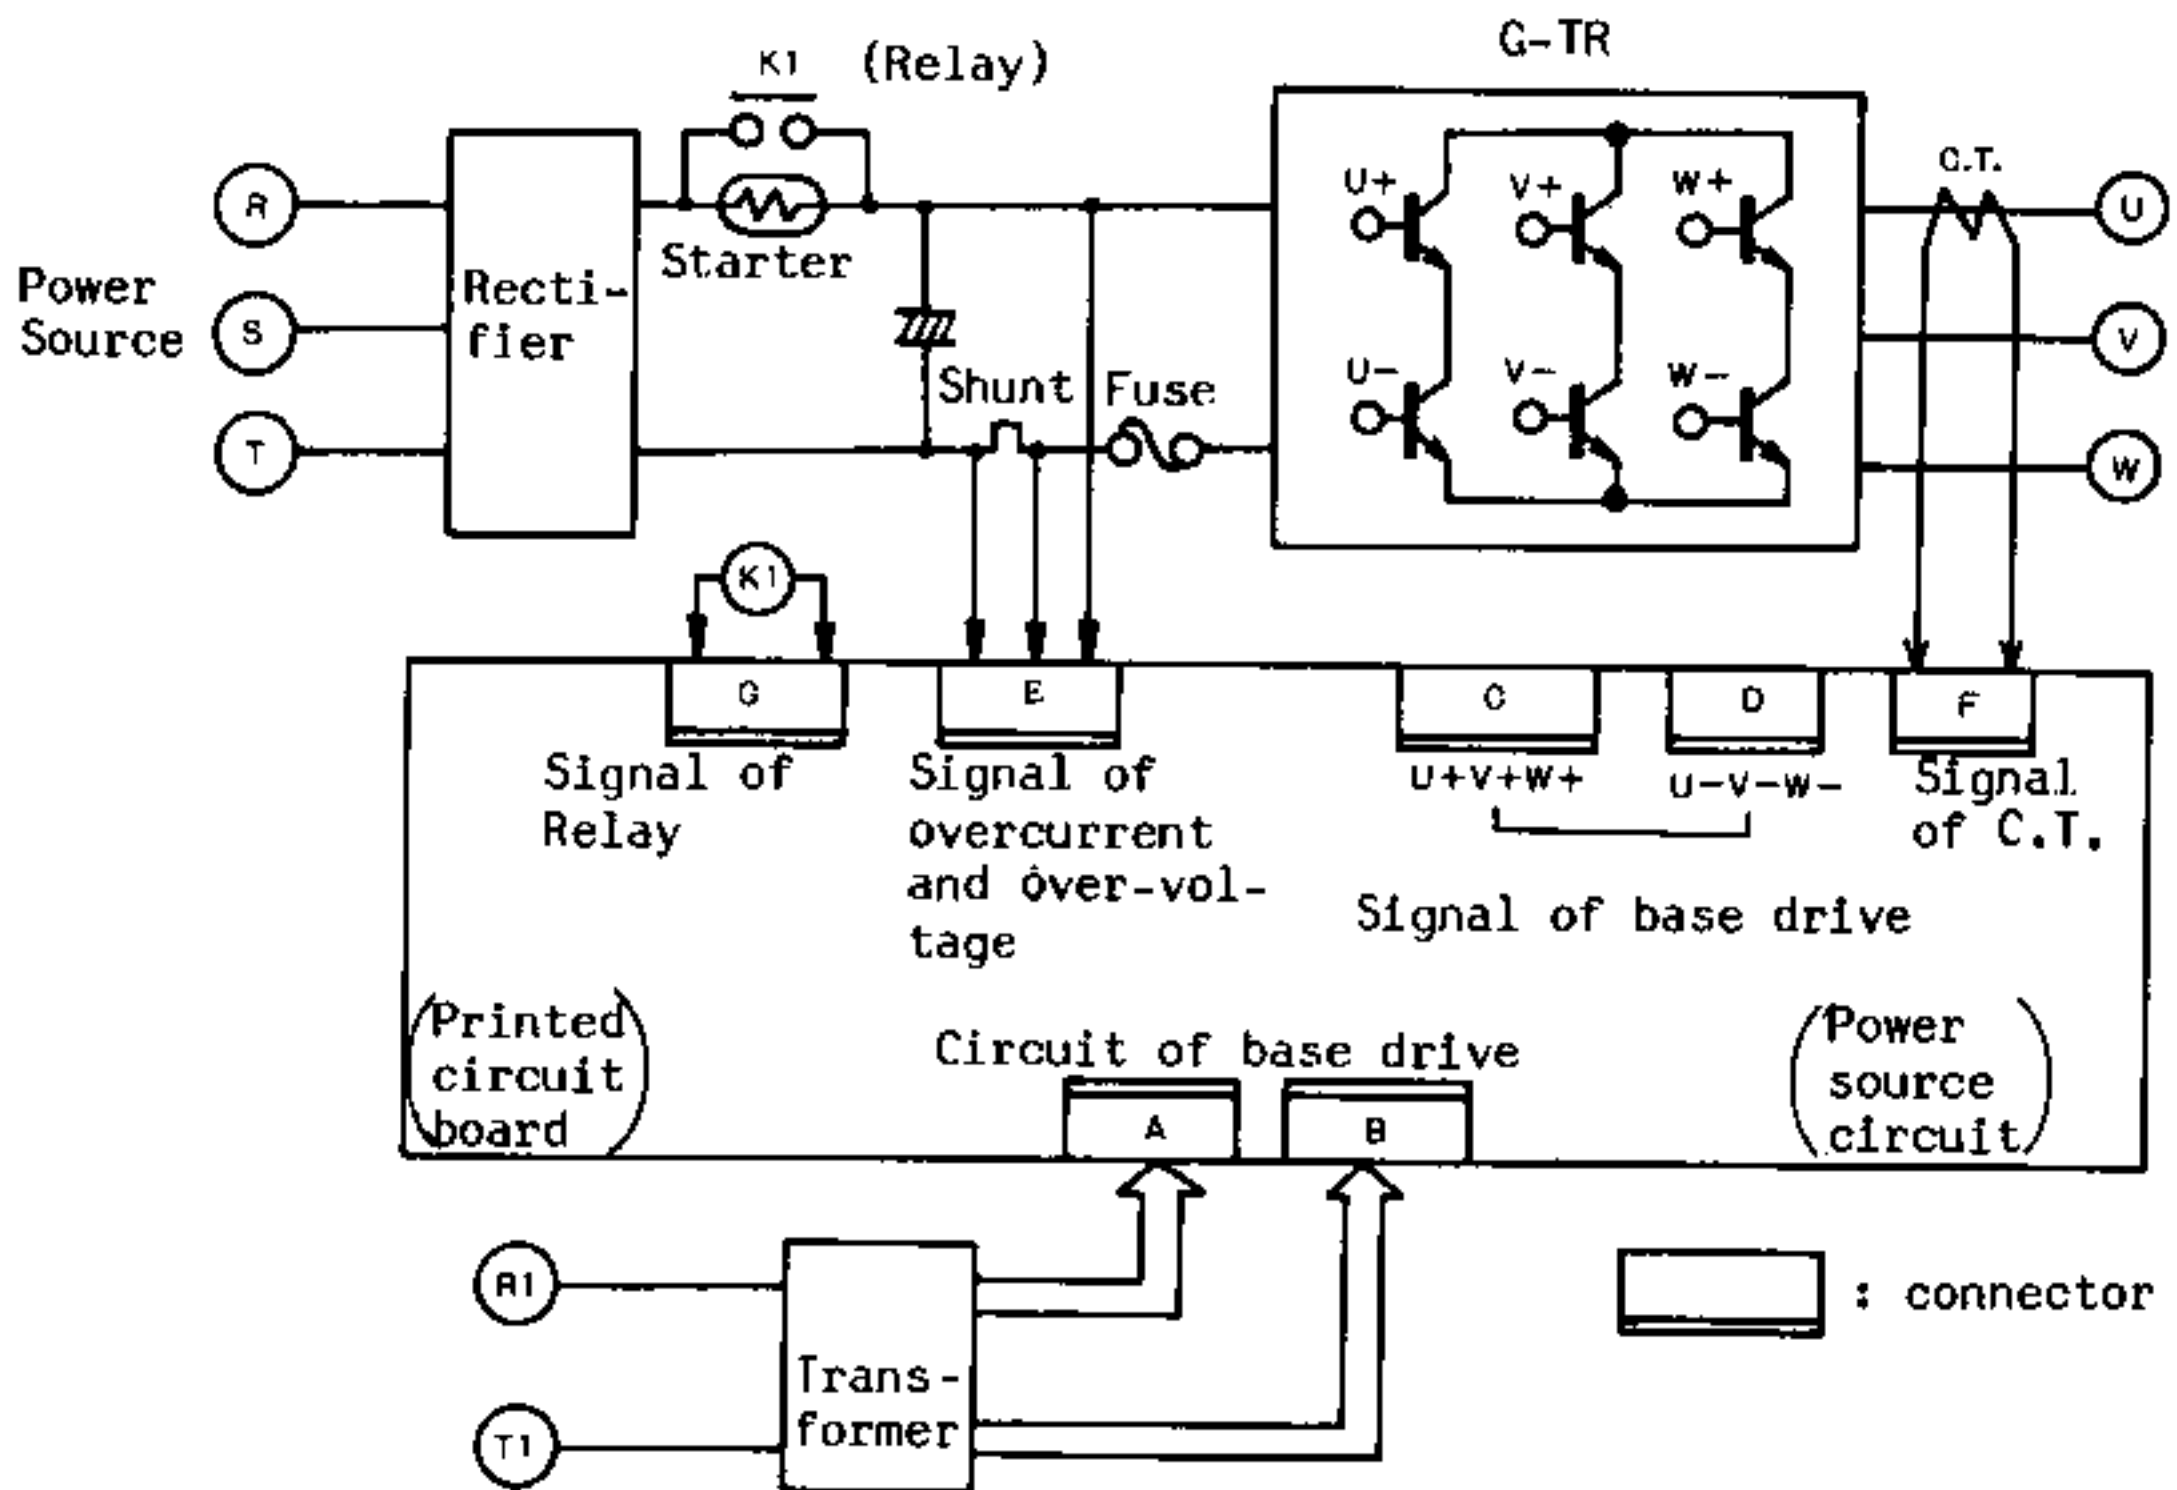 G-TR
K1 (Relay)
C.T.
U+
V+
W+
R
U
Starter
Power
Source
Recti-
fier
S
V
U-
V-
W-
Shunt
Fuse
T
W
K1
G
E
C
D
F
Signal of
Relay
Signal of
overcurrent
and over-vol-
tage
U+V+W+
U-V-W-
Signal
of C.T.
Signal of base drive
(Printed
circuit
board)
Circuit of base drive
(Power
source
circuit)
A
B
R1
Trans-
former
T1
: connector